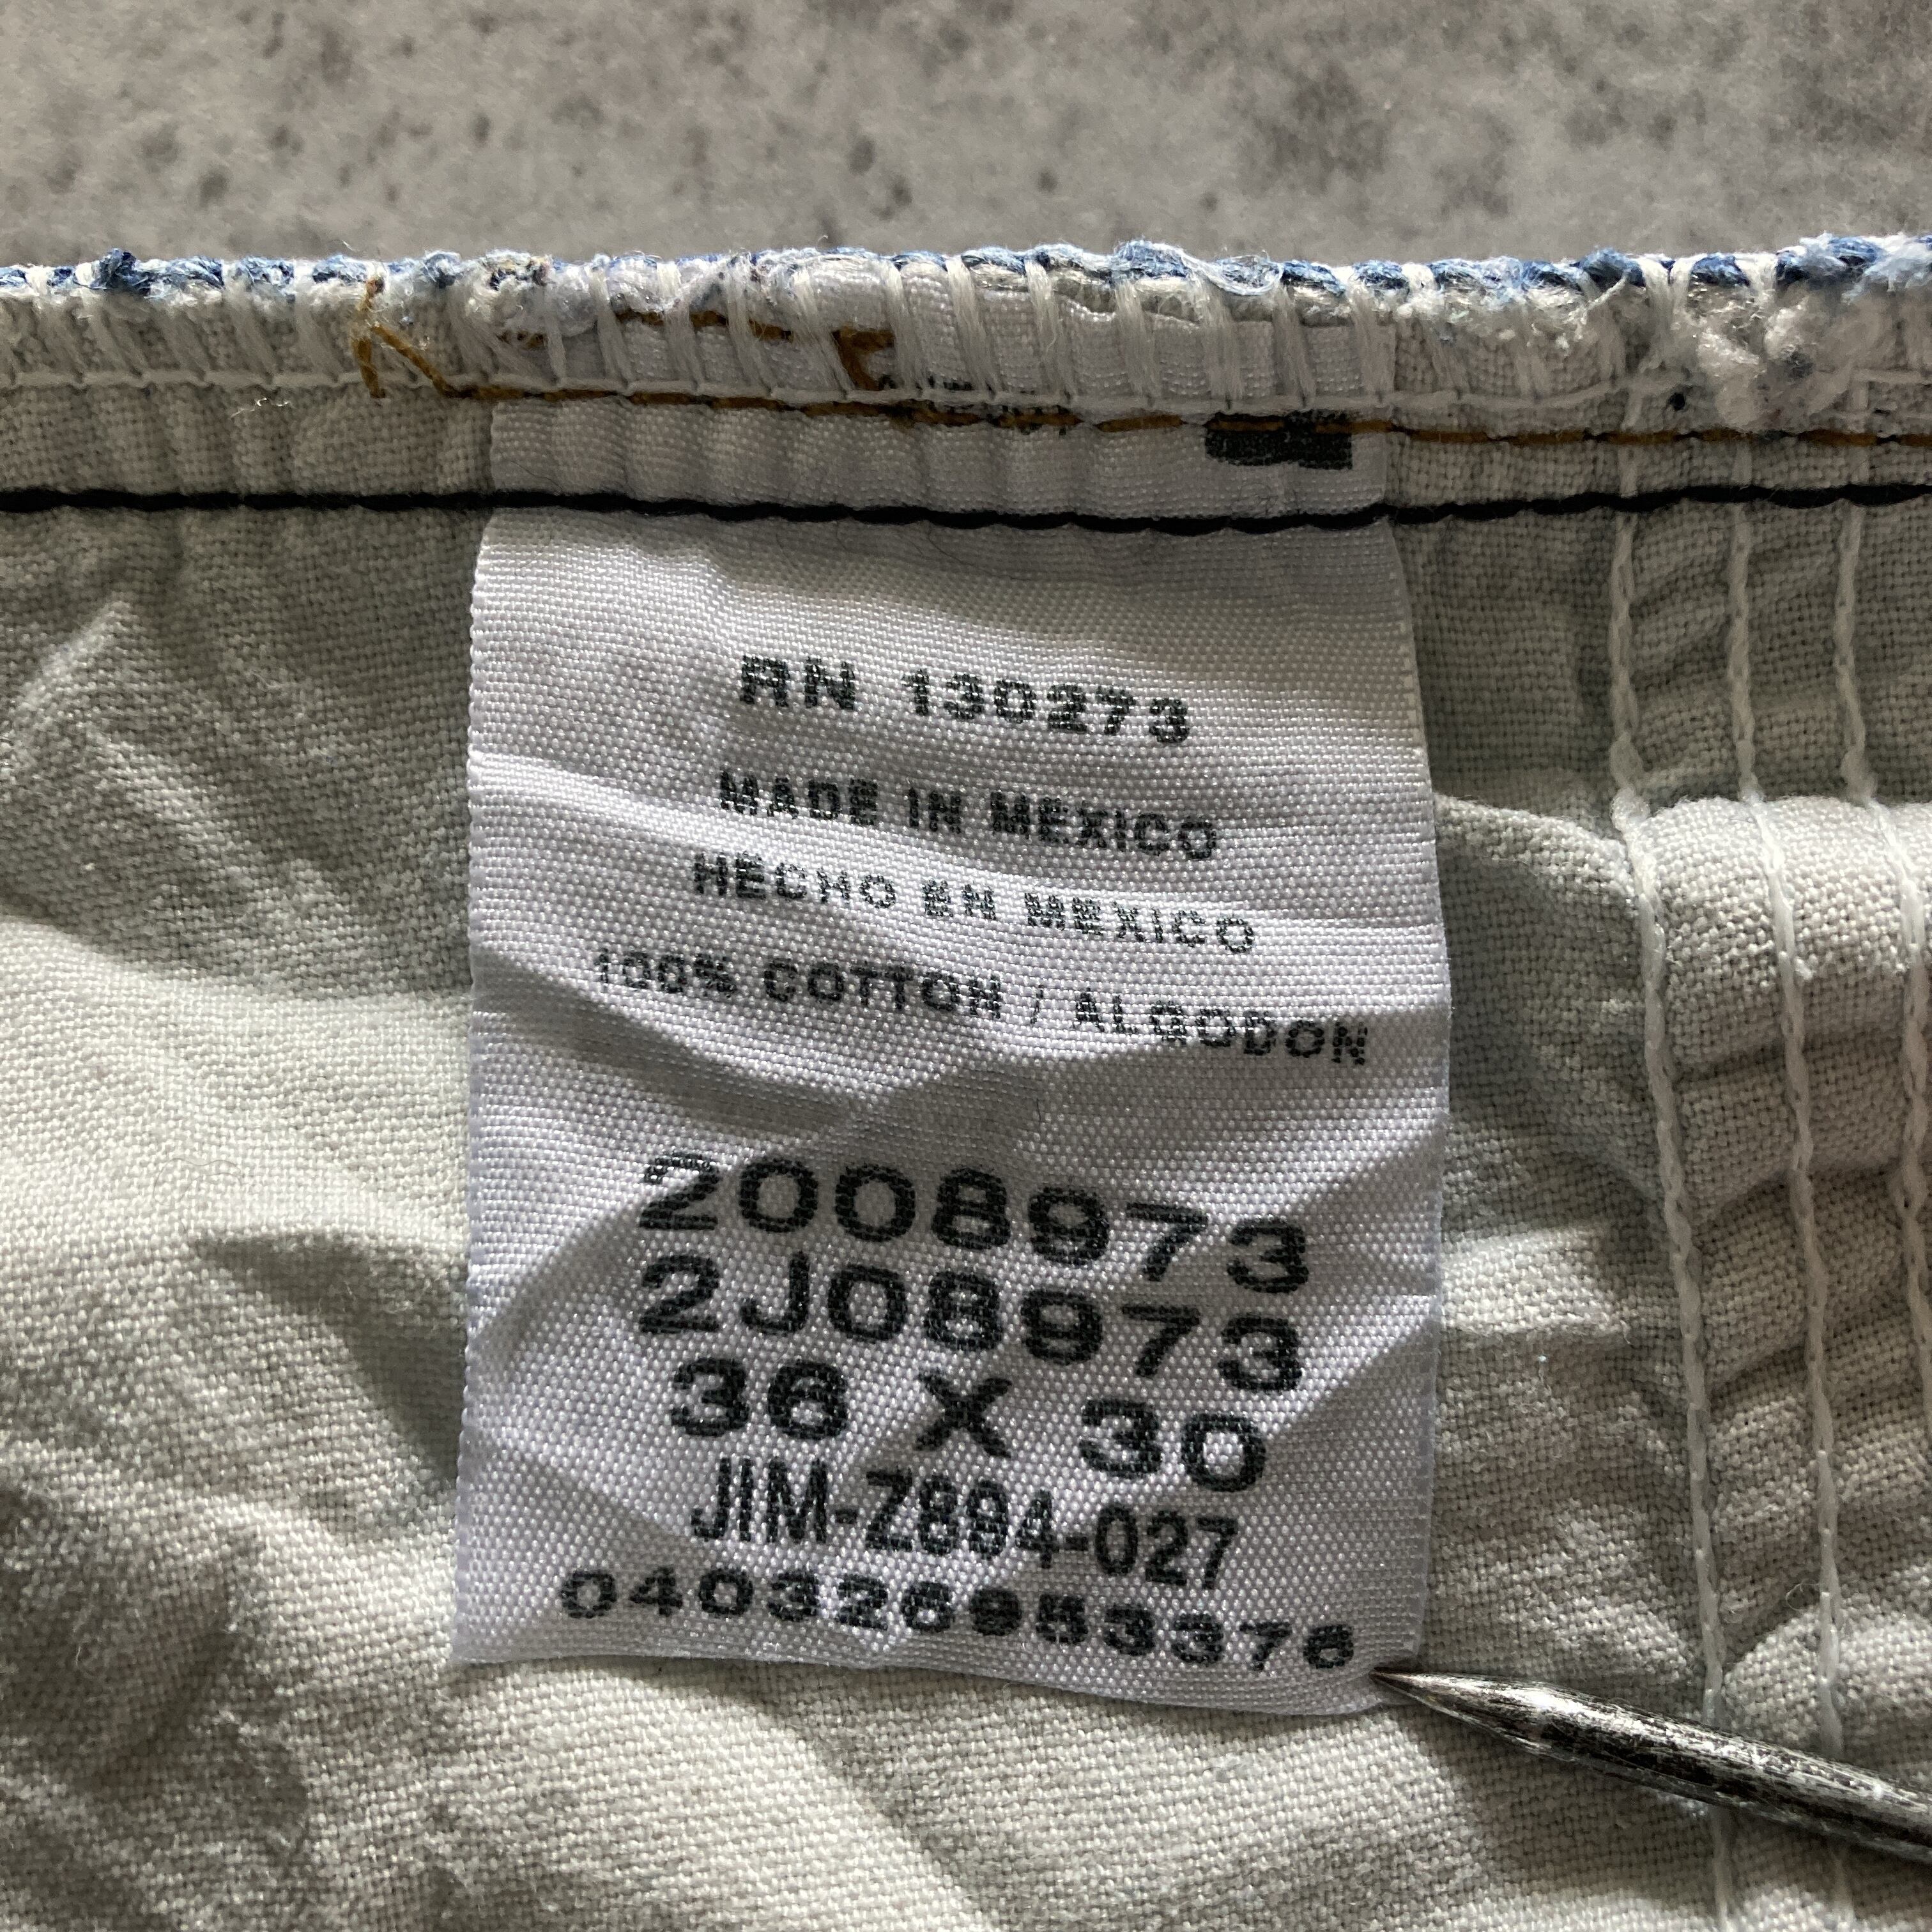 RN 130273
MADE IN MEXICO
HECHO EN MEXICO
100% COTTON / ALGODON
2008973
2J08973
36 X 30
JIM-Z894-027
040326953376